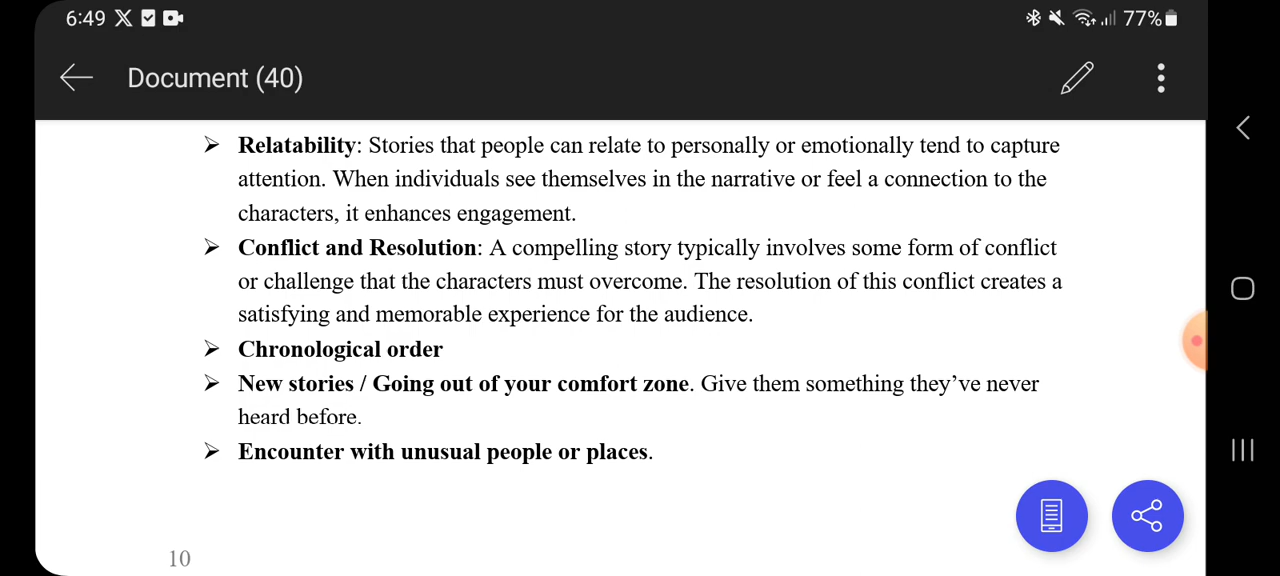 6:49 77%
Document (40)
➢ Relatability: Stories that people can relate to personally or emotionally tend to capture
attention. When individuals see themselves in the narrative or feel a connection to the
characters, it enhances engagement.
➢ Conflict and Resolution: A compelling story typically involves some form of conflict
or challenge that the characters must overcome. The resolution of this conflict creates a
satisfying and memorable experience for the audience.
➢ Chronological order
➢ New stories / Going out of your comfort zone. Give them something they’ve never
heard before.
➢ Encounter with unusual people or places.
10